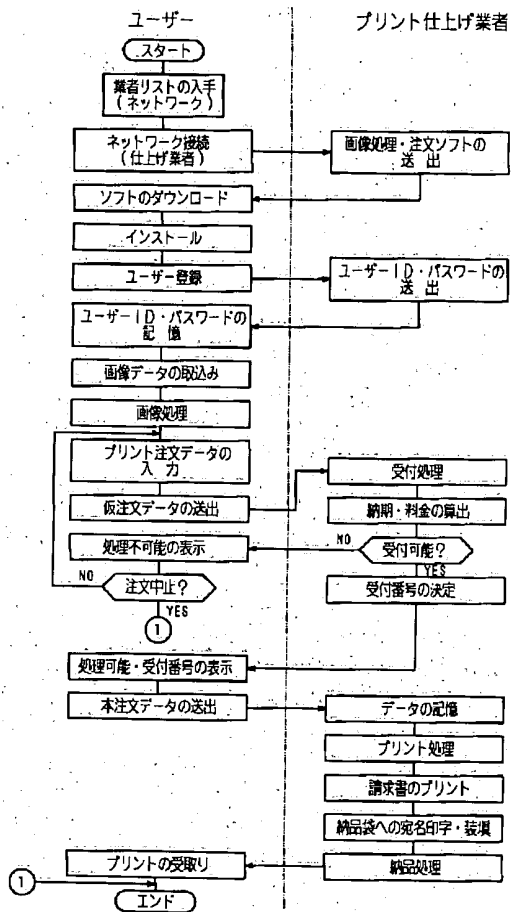 ユーザー
プリント仕上げ業者
スタート
業者リストの入手
(ネットワーク)
ネットワーク接続
(仕上げ業者)
画像処理・注文ソフトの
送 出
ソフトのダウンロード
インストール
ユーザー登録
ユーザーID・パスワードの
送 出
ユーザーID・パスワードの
記 憶
画像データの取込み
画像処理
プリント注文データの
入 力
受付処理
仮注文データの送出
納期・料金の算出
処理不可能の表示
NO
受付可能?
YES
NO
注文中止?
受付番号の決定
YES
1
処理可能・受付番号の表示
本注文データの送出
データの記憶
プリント処理
請求書のプリント
納品袋への宛名印字・装填
プリントの受取り
納品処理
1
エンド